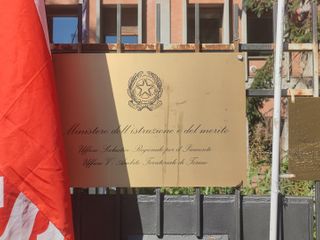 Ministero dell'istruzione e del merito
Ufficio Scolastico Regionale per il Piemonte
Ufficio V Ambito Territoriale di Torino